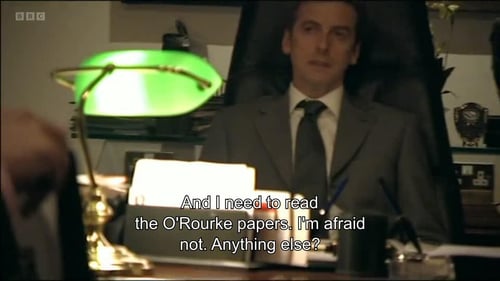 BBC
And I need to read
the O'Rourke papers. I'm afraid
not. Anything else?